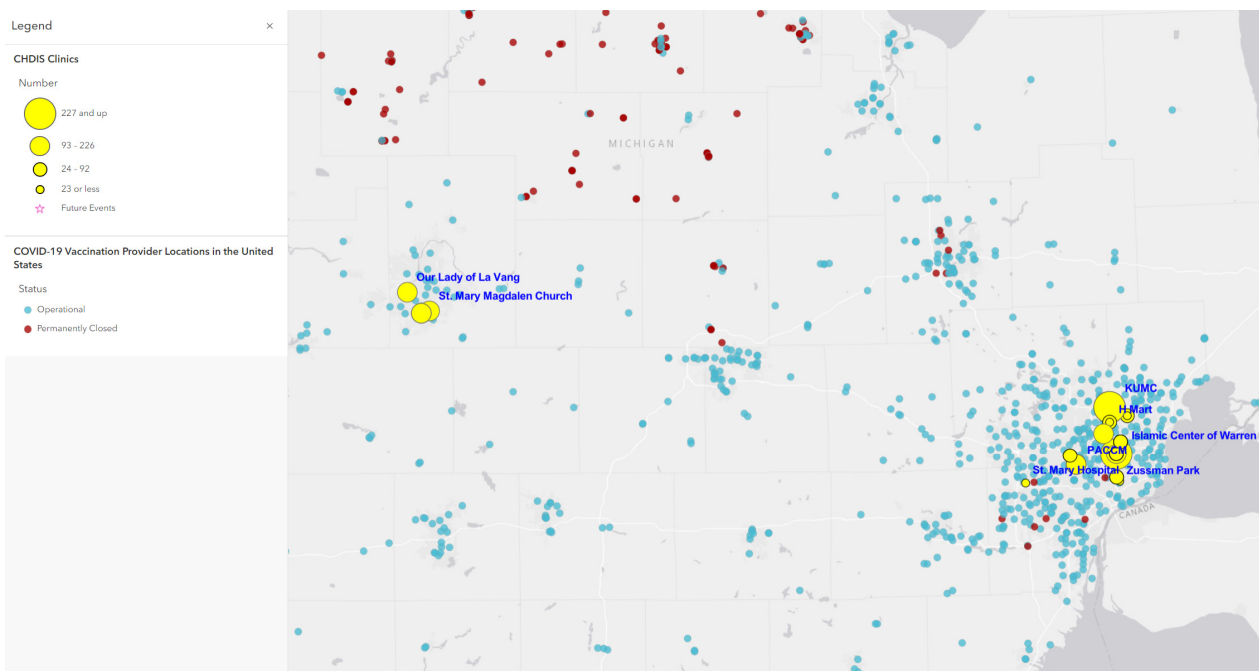 Legend
×
CHDIS Clinics
Number
227 and up
93 - 226
24 - 92
23 or less
Future Events
COVID-19 Vaccination Provider Locations in the United
States
Status
Operational
Permanently Closed
MICHIGAN
Our Lady of La Vang
St. Mary Magdalen Church
KUMC
H Mart
Islamic Center of Warren
PACCM
St. Mary Hospital
Zussman Park
CANADA